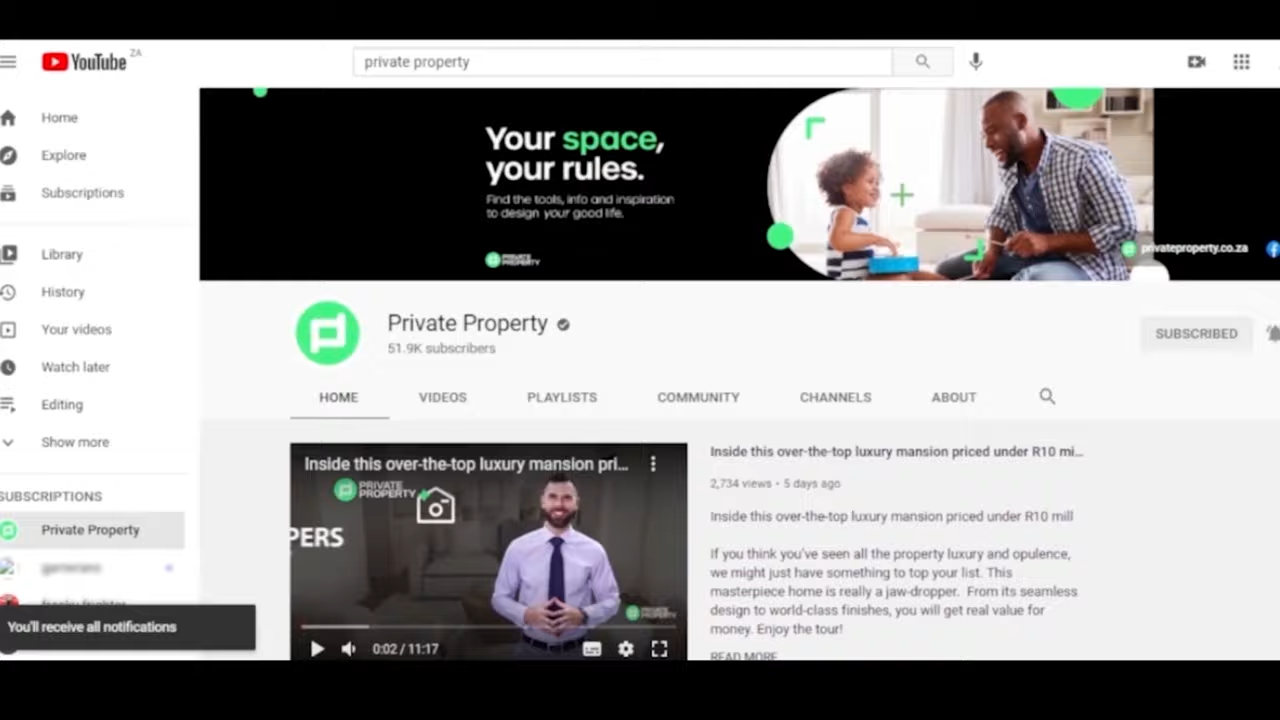 YouTube ZA
private property
Home
Explore
Subscriptions
Library
History
Your videos
Watch later
Editing
Show more
SUBSCRIPTIONS
Private Property
You'll receive all notifications
Your space,
your rules.
Find the tools, info and inspiration
to design your good life.
PRIVATE
PROPERTY
privateproperty.co.za
Private Property
51.9K subscribers
SUBSCRIBED
HOME VIDEOS PLAYLISTS COMMUNITY CHANNELS ABOUT
Inside this over-the-top luxury mansion pri...
PRIVATE
PROPERTY
PERS
PRIVATE
PROPERTY
0:02 / 11:17
Inside this over-the-top luxury mansion priced under R10 mi...
2,734 views • 5 days ago
Inside this over-the-top luxury mansion priced under R10 mill
If you think you've seen all the property luxury and opulence,
we might just have something to top your list. This
masterpiece home is really a jaw-dropper. From its seamless
design to world-class finishes, you will get real value for
money. Enjoy the tour!
READ MORE